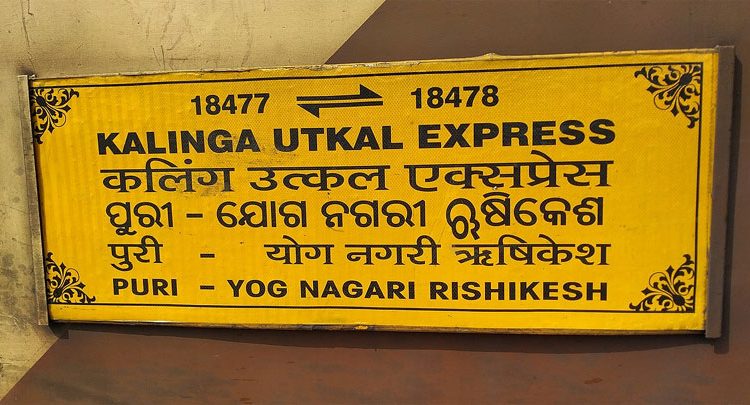 18477 ⇌ 18478
KALINGA UTKAL EXPRESS
कलिंग उत्कल एक्सप्रेस
ପୁରୀ – ଯୋଗ ନଗରୀ ଋଷିକେଶ
पुरी - योग नगरी ऋषिकेश
PURI – YOG NAGARI RISHIKESH